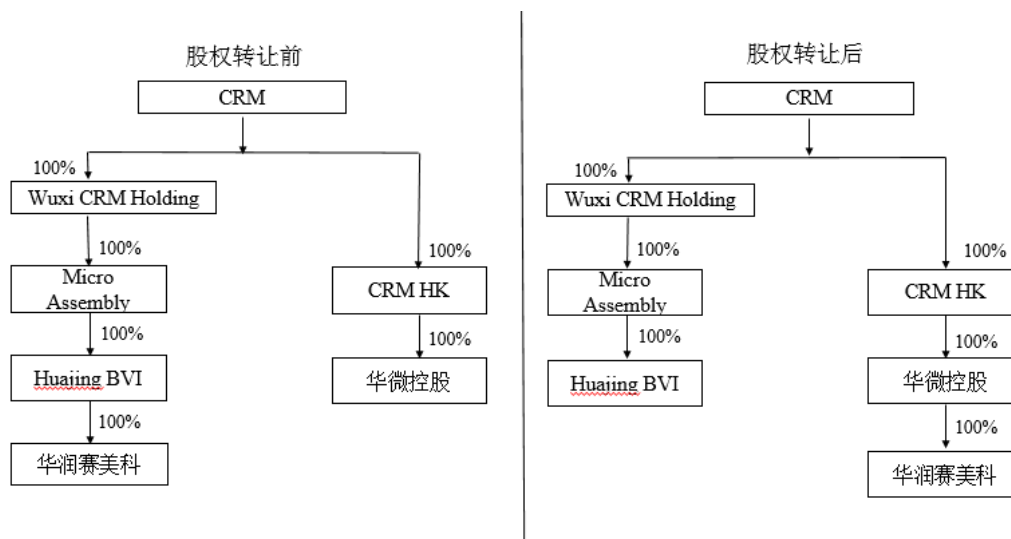 股权转让前
CRM
100%
Wuxi CRM Holding
100%
Micro
Assembly
100%
CRM HK
100%
100%
Huajing BVI
华微控股
100%
华润赛美科
股权转让后
CRM
100%
Wuxi CRM Holding
100%
100%
Micro
Assembly
CRM HK
100%
100%
Huajing BVI
华微控股
100%
华润赛美科